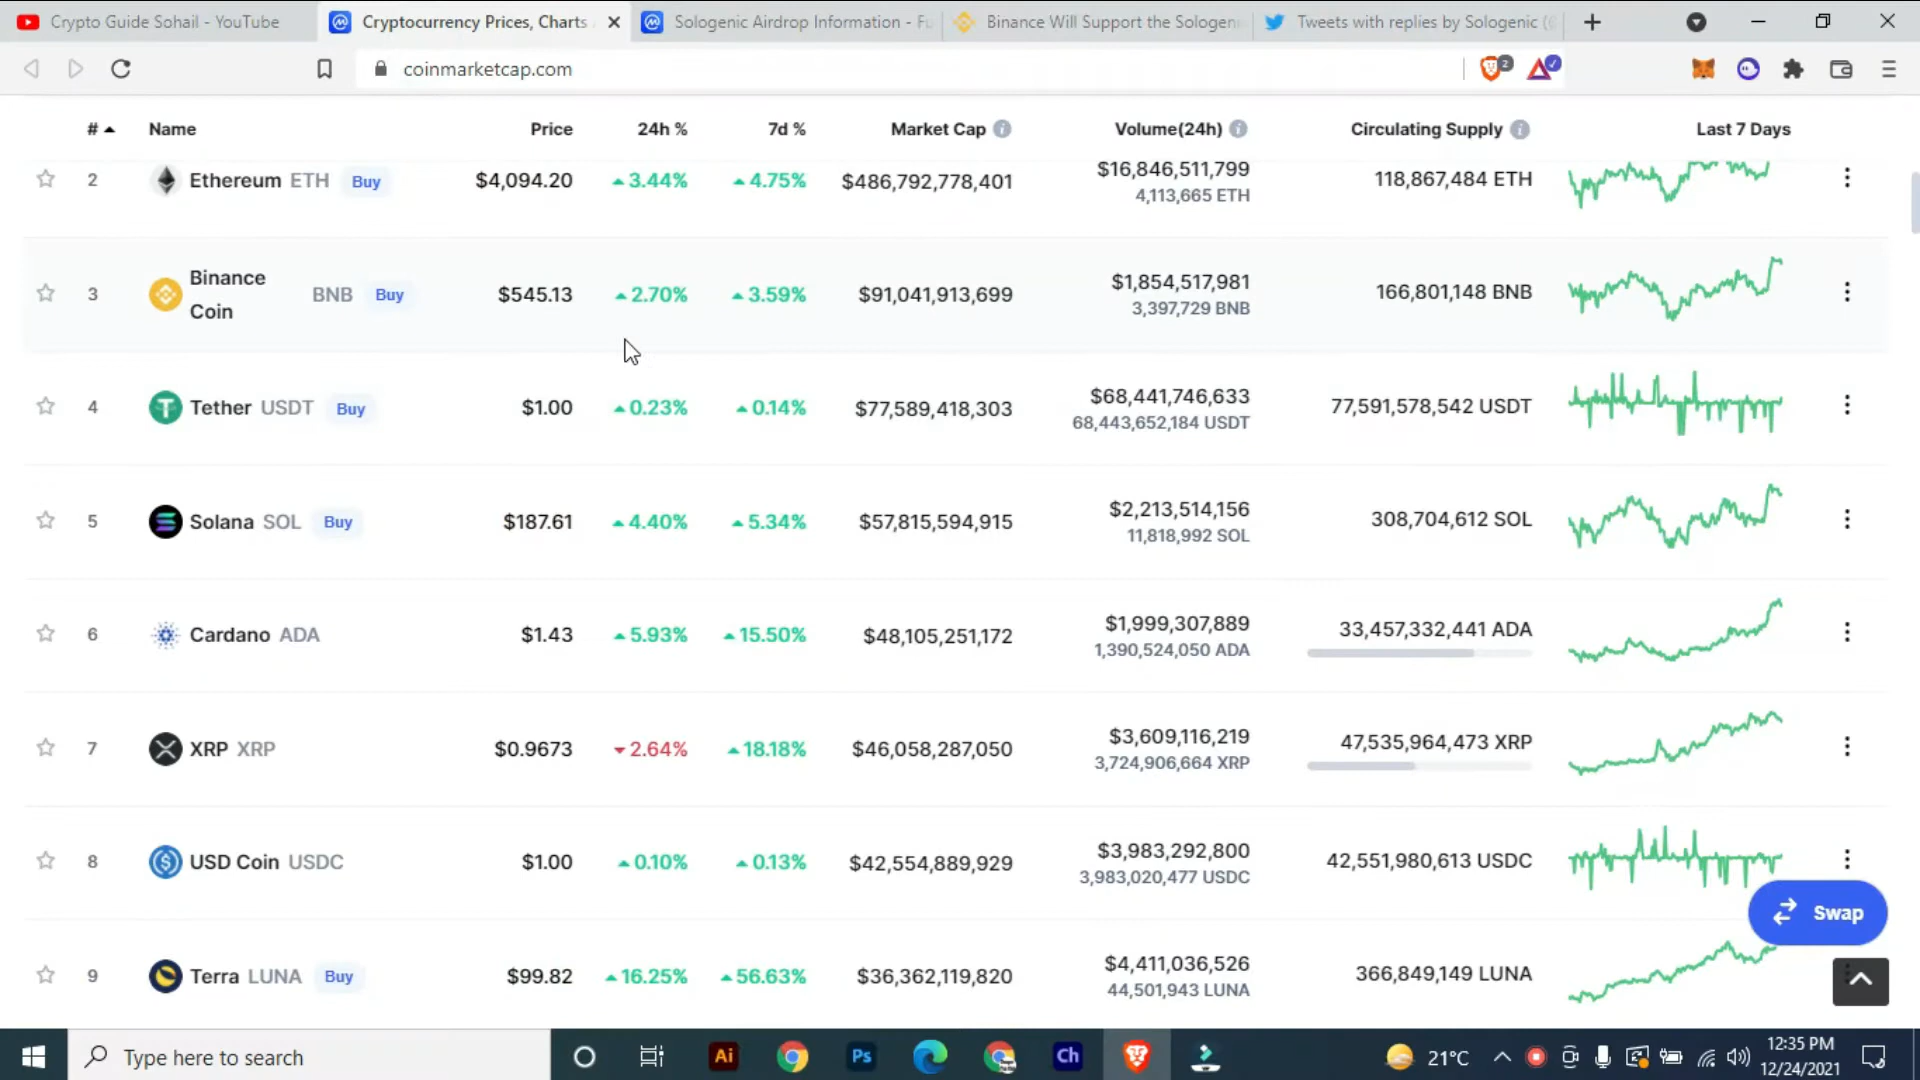 Crypto Guide Sohail - YouTube
Cryptocurrency Prices, Charts
Sologenic Airdrop Information - Fu
Binance Will Support the Sologeni
Tweets with replies by Sologenic (@
coinmarketcap.com
2
# Name Price 24h % 7d % Market Cap Volume(24h) Circulating Supply Last 7 Days
2 Ethereum ETH Buy $4,094.20 3.44% 4.75% $486,792,778,401 $16,846,511,799 118,867,484 ETH
4,113,665 ETH
3 Binance Coin BNB Buy $545.13 2.70% 3.59% $91,041,913,699 $1,854,517,981 166,801,148 BNB
3,397,729 BNB
4 Tether USDT Buy $1.00 0.23% 0.14% $77,589,418,303 $68,441,746,633 77,591,578,542 USDT
68,443,652,184 USDT
5 Solana SOL Buy $187.61 4.40% 5.34% $57,815,594,915 $2,213,514,156 308,704,612 SOL
11,818,992 SOL
6 Cardano ADA $1.43 5.93% 15.50% $48,105,251,172 $1,999,307,889 33,457,332,441 ADA
1,390,524,050 ADA
7 XRP XRP $0.9673 2.64% 18.18% $46,058,287,050 $3,609,116,219 47,535,964,473 XRP
3,724,906,664 XRP
8 USD Coin USDC $1.00 0.10% 0.13% $42,554,889,929 $3,983,292,800 42,551,980,613 USDC
3,983,020,477 USDC
Swap
9 Terra LUNA Buy $99.82 16.25% 56.63% $36,362,119,820 $4,411,036,526 366,849,149 LUNA
44,501,943 LUNA
Type here to search
Ai
Ps
Ch
21°C
12:35 PM
12/24/2021